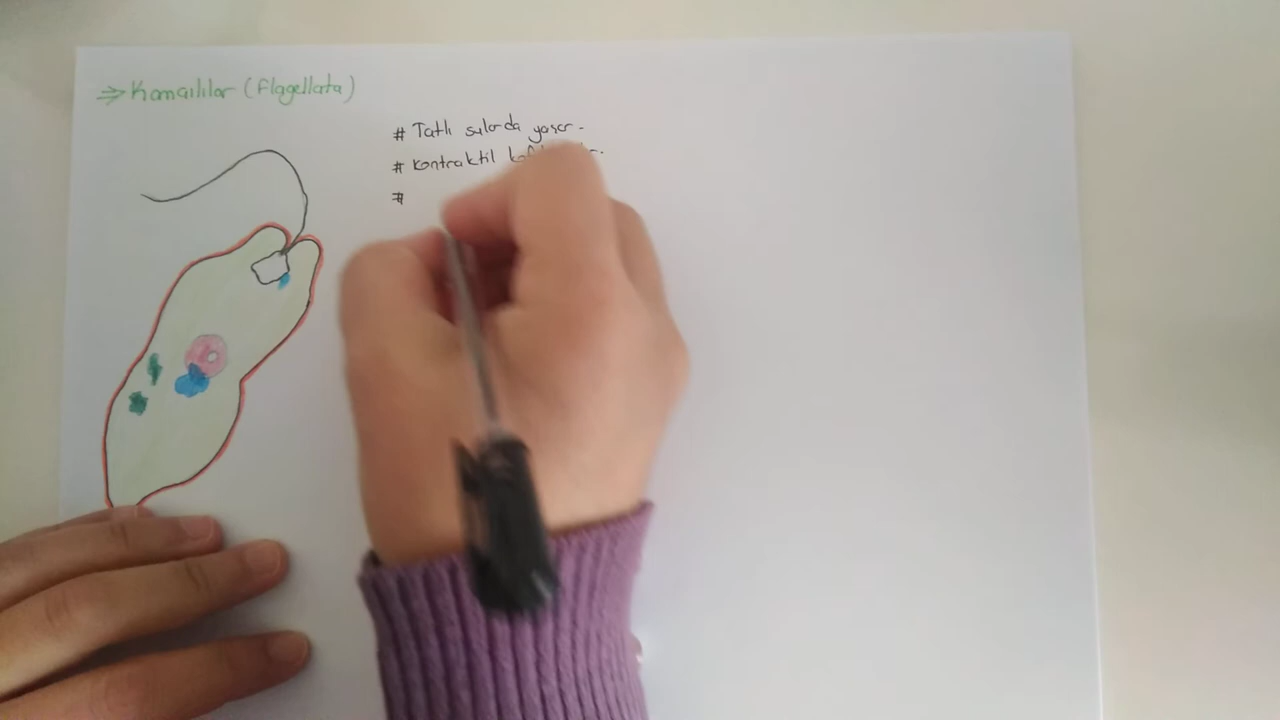 ⇒ Kamçılılar (flagellata)
# Tatlı sularda yaşar.
# Kontraktil
#